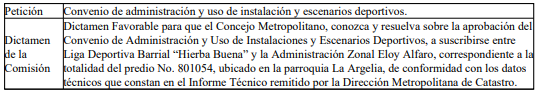 Petición
Convenio de administración y uso de instalación y escenarios deportivos.
Dictamen
de la
Comisión
Dictamen Favorable para que el Concejo Metropolitano, conozca y resuelva sobre la aprobación del
Convenio de Administración y Uso de Instalaciones y Escenarios Deportivos, a suscribirse entre
Liga Deportiva Barrial “Hierba Buena” y la Administración Zonal Eloy Alfaro, correspondiente a la
totalidad del predio No. 801054, ubicado en la parroquia La Argelia, de conformidad con los datos
técnicos que constan en el Informe Técnico remitido por la Dirección Metropolitana de Catastro.